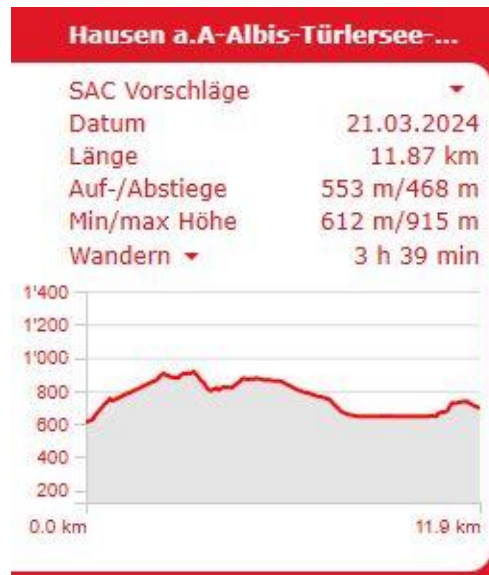 Hausen a.A-Albis-Türlersee-...
SAC Vorschläge
Datum 21.03.2024
Länge 11.87 km
Auf-/Abstiege 553 m/468 m
Min/max Höhe 612 m/915 m
Wandern 3 h 39 min
1'400
1'200
1'000
800
600
400
200
0.0 km 11.9 km